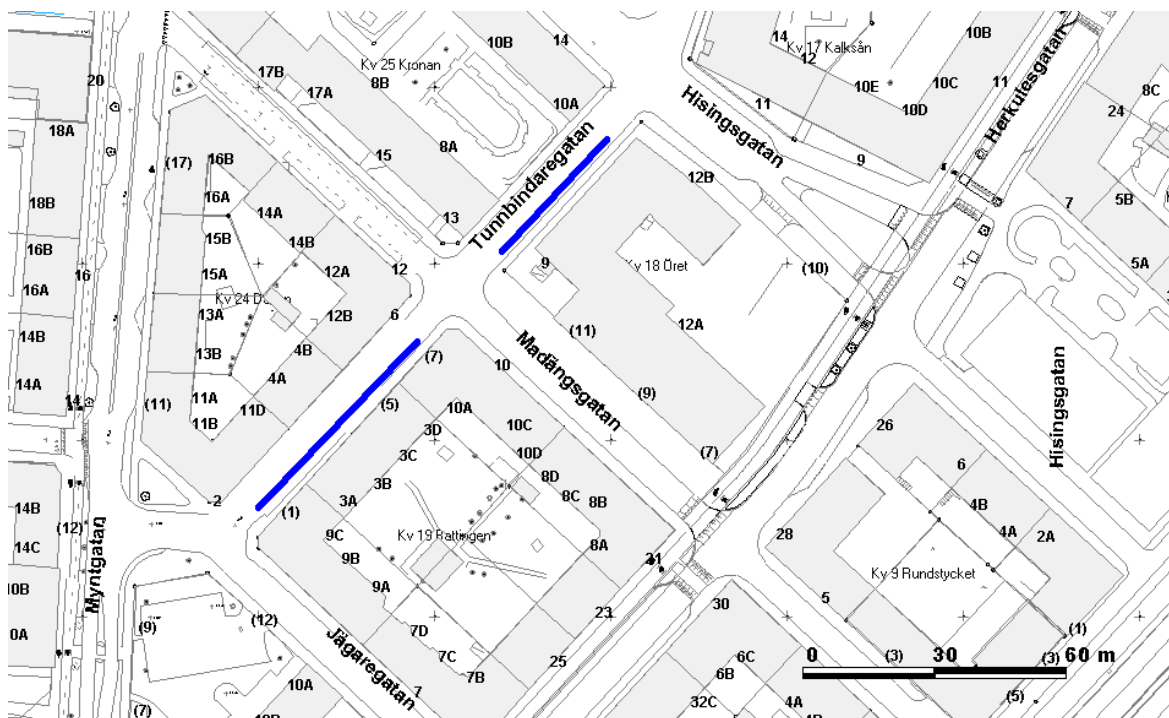 10B
14
14
Kv 17 Kalksån
12
10B
Herkulesgatan
17B
Kv 25 Kronan
8B
20
17A
10A
11
10E
10C
10D
11
8C
24
18A
15
8A
Hisingsgatan
9
(17)
16B
16A
14A
13
Tunnbindaregatan
12B
7
5B
18B
15B
14B
16B
16
15A
12A
12
9
Kv 18 Uret
(10)
5A
16A
13A
6
12B
12A
14B
13B
4B
(7)
(11)
14A
14
(11)
11A
11B
4A
11D
(5)
10
Madängsgatan
(9)
Hisingsgatan
10A
3D
10C
26
3C
10D
(7)
6
3B
8D
8C
8B
4B
14B
2
3A
(1)
(12)
14C
9C
Kv 19 Rättingen
8A
28
4A
2A
9B
21
Kv 9 Rundstycket
10B
Myntgatan
9A
23
30
5
0A
(9)
(12)
Jägaregatan
7D
7C
7B
25
6C
6B
(1)
0
30
60 m
(3)
(3)
10A
7
32C
4A
(5)
(7)